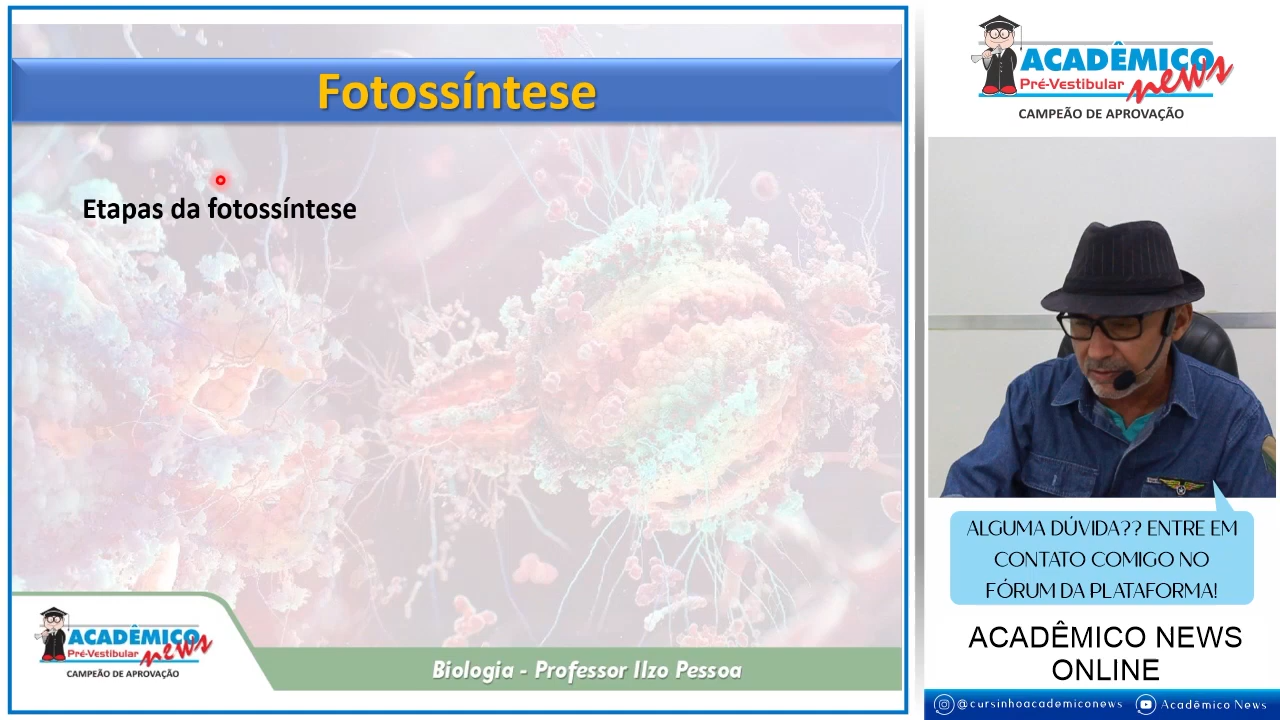 Fotossíntese
Etapas da fotossíntese
ACADÊMICO
Pré-Vestibular news
CAMPEÃO DE APROVAÇÃO
Biologia - Professor Ilzo Pessoa
ACADÊMICO
Pré-Vestibular news
CAMPEÃO DE APROVAÇÃO
ALGUMA DÚVIDA?? ENTRE EM
CONTATO COMIGO NO
FÓRUM DA PLATAFORMA!
ACADÊMICO NEWS
ONLINE
@cursinhoacademiconews Acadêmico News